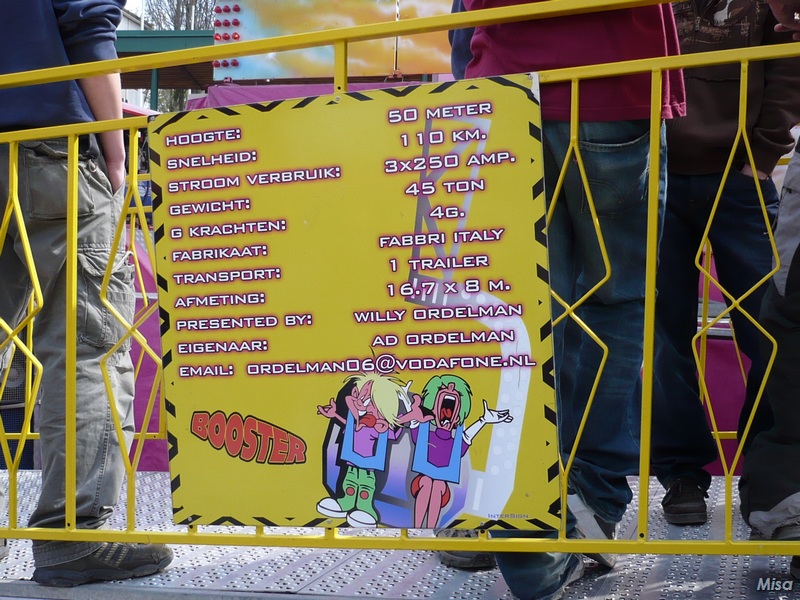 HOOGTE: 50 METER
SNELHEID: 110 KM.
STROOM VERBRUIK: 3X250 AMP.
GEWICHT: 45 TON
G KRACHTEN: 4G.
FABRIKAAT: FABBRI ITALY
TRANSPORT: 1 TRAILER
AFMETING: 16.7 X 8 M.
PRESENTED BY: WILLY ORDELMAN
EIGENAAR: AD ORDELMAN
EMAIL: ORDELMAN06@VODAFONE.NL
BOOSTER
INTERSIGN
Misa